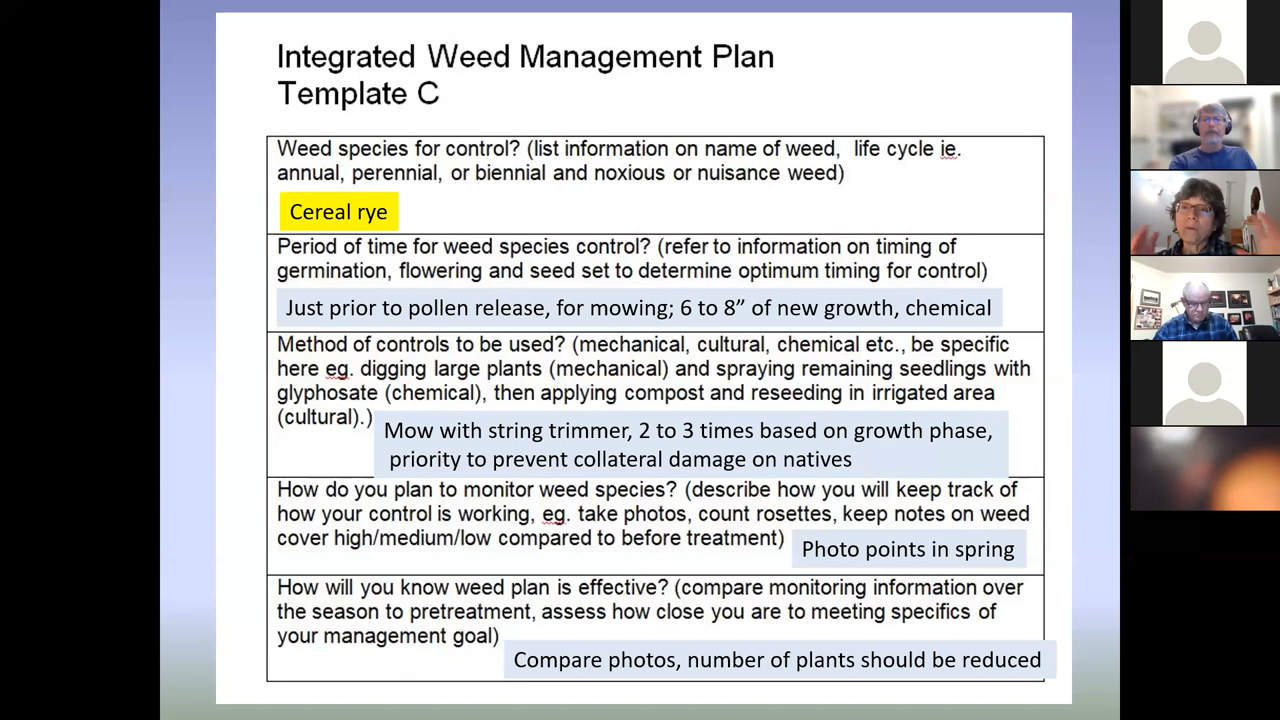 Integrated Weed Management Plan
Template C
Weed species for control? (list information on name of weed, life cycle ie.
annual, perennial, or biennial and noxious or nuisance weed)
Cereal rye
Period of time for weed species control? (refer to information on timing of
germination, flowering and seed set to determine optimum timing for control)
Just prior to pollen release, for mowing; 6 to 8” of new growth, chemical
Method of controls to be used? (mechanical, cultural, chemical etc., be specific
here eg. digging large plants (mechanical) and spraying remaining seedlings with
glyphosate (chemical), then applying compost and reseeding in irrigated area
(cultural).)
Mow with string trimmer, 2 to 3 times based on growth phase,
priority to prevent collateral damage on natives
How do you plan to monitor weed species? (describe how you will keep track of
how your control is working, eg. take photos, count rosettes, keep notes on weed
cover high/medium/low compared to before treatment)
Photo points in spring
How will you know weed plan is effective? (compare monitoring information over
the season to pretreatment, assess how close you are to meeting specifics of
your management goal)
Compare photos, number of plants should be reduced